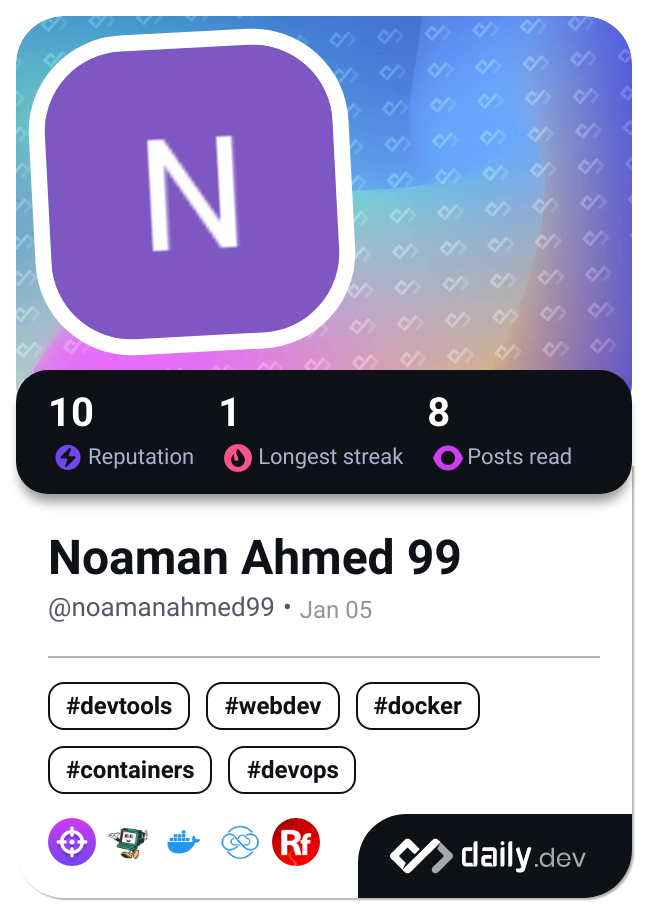 N
10 1 8
Reputation Longest streak Posts read
Noaman Ahmed 99
@noamanahmed99 • Jan 05
#devtools #webdev #docker
#containers #devops
Rf
daily.dev